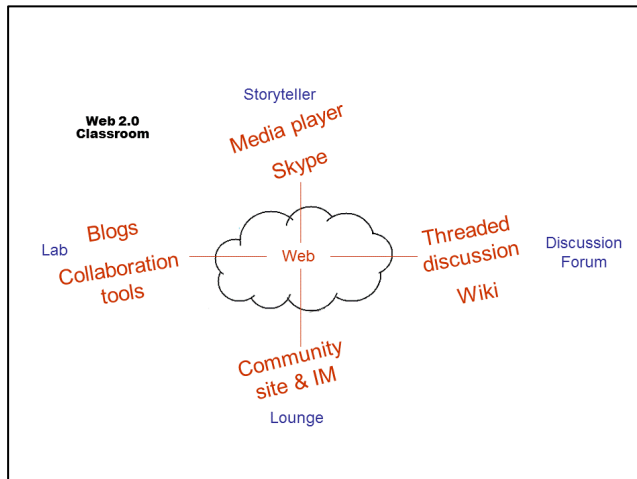 Storyteller
Web 2.0
Classroom
Media player
Skype
Blogs
Lab
Collaboration
tools
Web
Threaded
discussion
Wiki
Discussion
Forum
Community
site & IM
Lounge